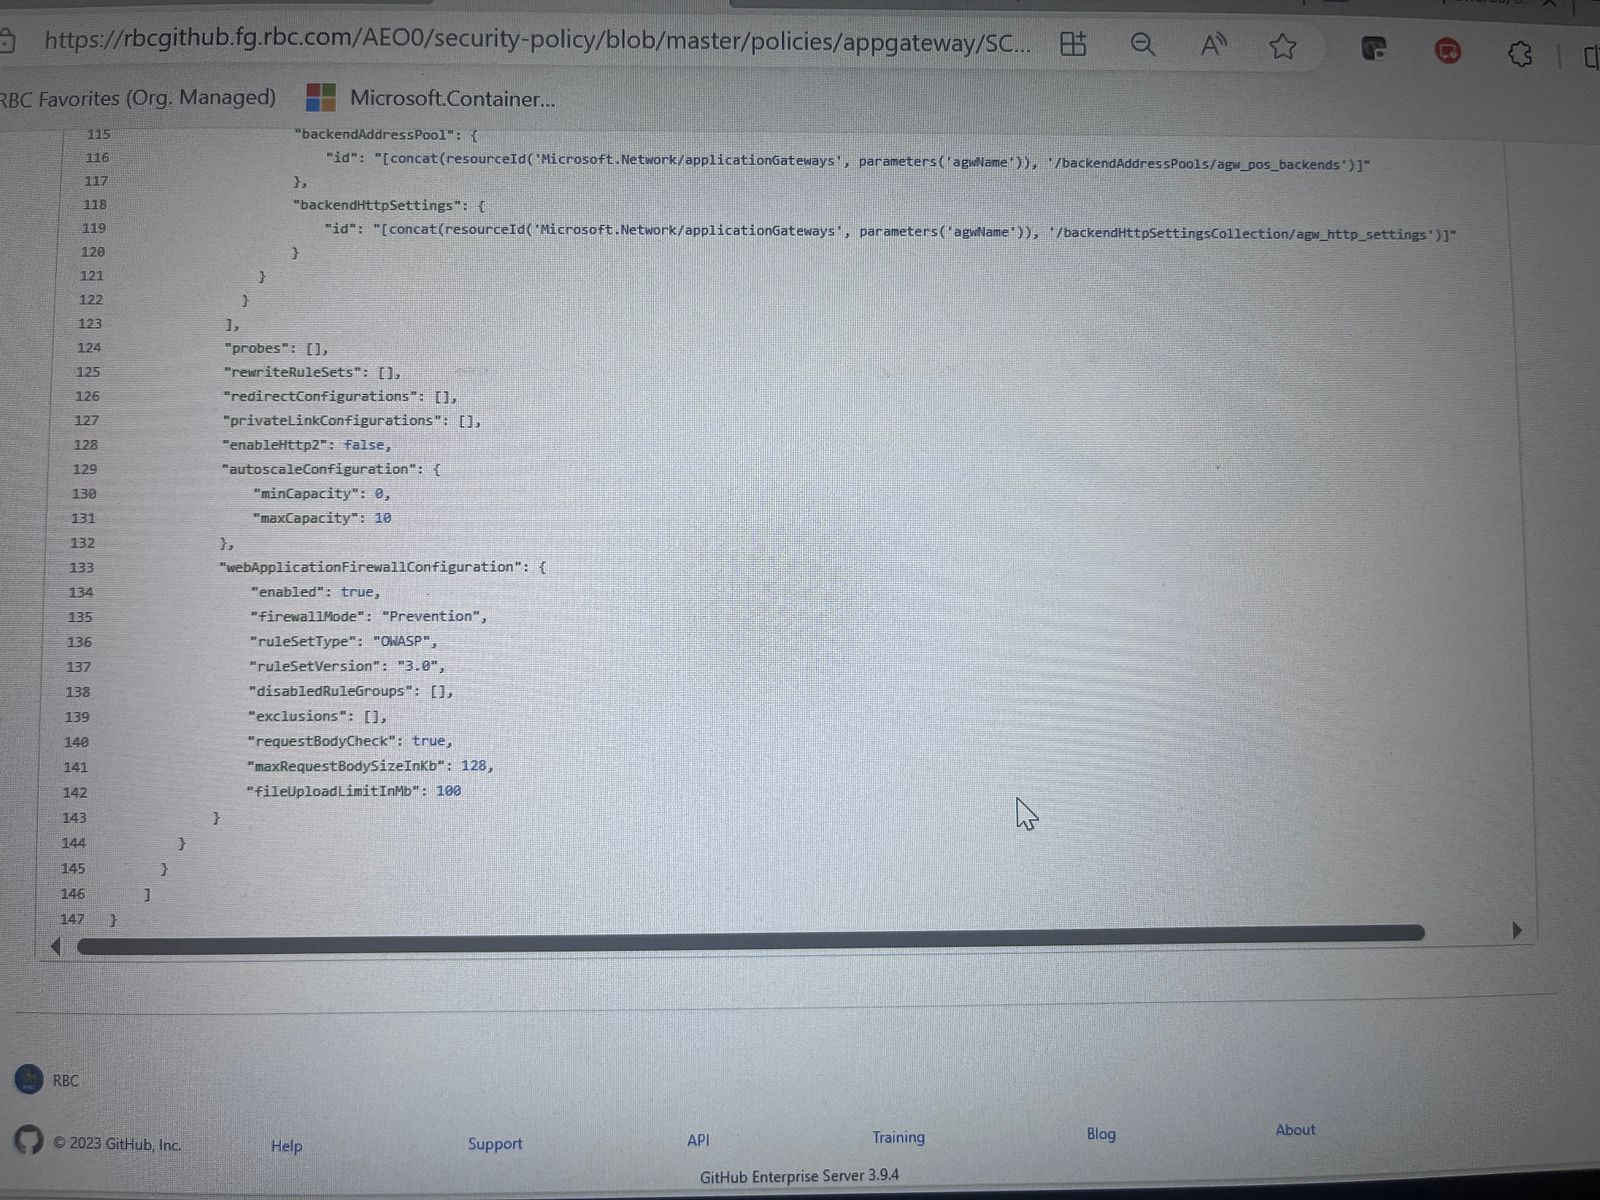 https://rbcgithub.fg.rbc.com/AEO0/security-policy/blob/master/policies/appgateway/SC...
RBC Favorites (Org. Managed) Microsoft.Container...
115 "backendAddressPool": {
116 "id": "[concat(resourceId('Microsoft.Network/applicationGateways', parameters('agwName')), '/backendAddressPools/agw_pos_backends')]"
117 },
118 "backendHttpSettings": {
119 "id": "[concat(resourceId('Microsoft.Network/applicationGateways', parameters('agwName')), '/backendHttpSettingsCollection/agw_http_settings')]"
120 }
121 }
122 }
123 ],
124 "probes": [],
125 "rewriteRuleSets": [],
126 "redirectConfigurations": [],
127 "privateLinkConfigurations": [],
128 "enableHttp2": false,
129 "autoscaleConfiguration": {
130 "minCapacity": 0,
131 "maxCapacity": 10
132 },
133 "webApplicationFirewallConfiguration": {
134 "enabled": true,
135 "firewallMode": "Prevention",
136 "ruleSetType": "OWASP",
137 "ruleSetVersion": "3.0",
138 "disabledRuleGroups": [],
139 "exclusions": [],
140 "requestBodyCheck": true,
141 "maxRequestBodySizeInKb": 128,
142 "fileUploadLimitInMb": 100
143 }
144 }
145 }
146 ]
147 }
RBC
© 2023 GitHub, Inc. Help Support API Training Blog About
GitHub Enterprise Server 3.9.4